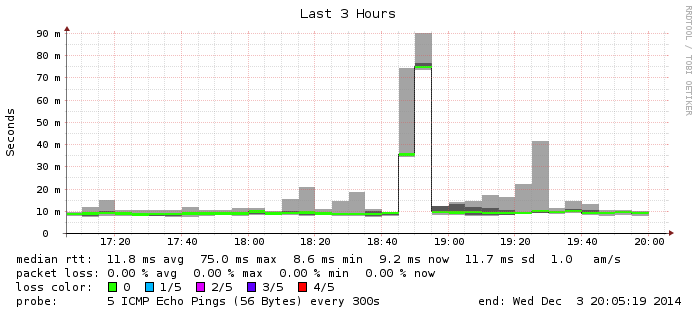 Last 3 Hours
RRDTOOL / TOBI OETIKER
Seconds
90 m
80 m
70 m
60 m
50 m
40 m
30 m
20 m
10 m
0
17:20 17:40 18:00 18:20 18:40 19:00 19:20 19:40 20:00
median rtt: 11.8 ms avg 75.0 ms max 8.6 ms min 9.2 ms now 11.7 ms sd 1.0 am/s
packet loss: 0.00 % avg 0.00 % max 0.00 % min 0.00 % now
loss color: 0 1/5 2/5 3/5 4/5
probe: 5 ICMP Echo Pings (56 Bytes) every 300s end: Wed Dec 3 20:05:19 2014